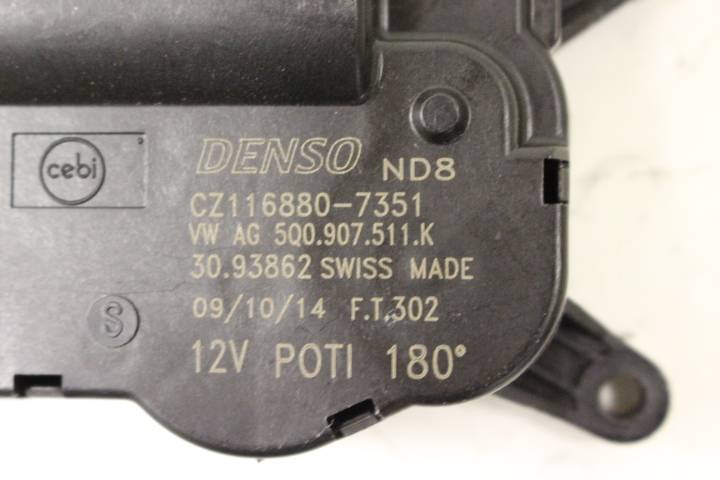 cebi
DENSO ND8
CZ116880-7351
VW AG 5Q0.907.511.K
30.93862 SWISS MADE
09/10/14 F.T.302
S
12V POTI 180°